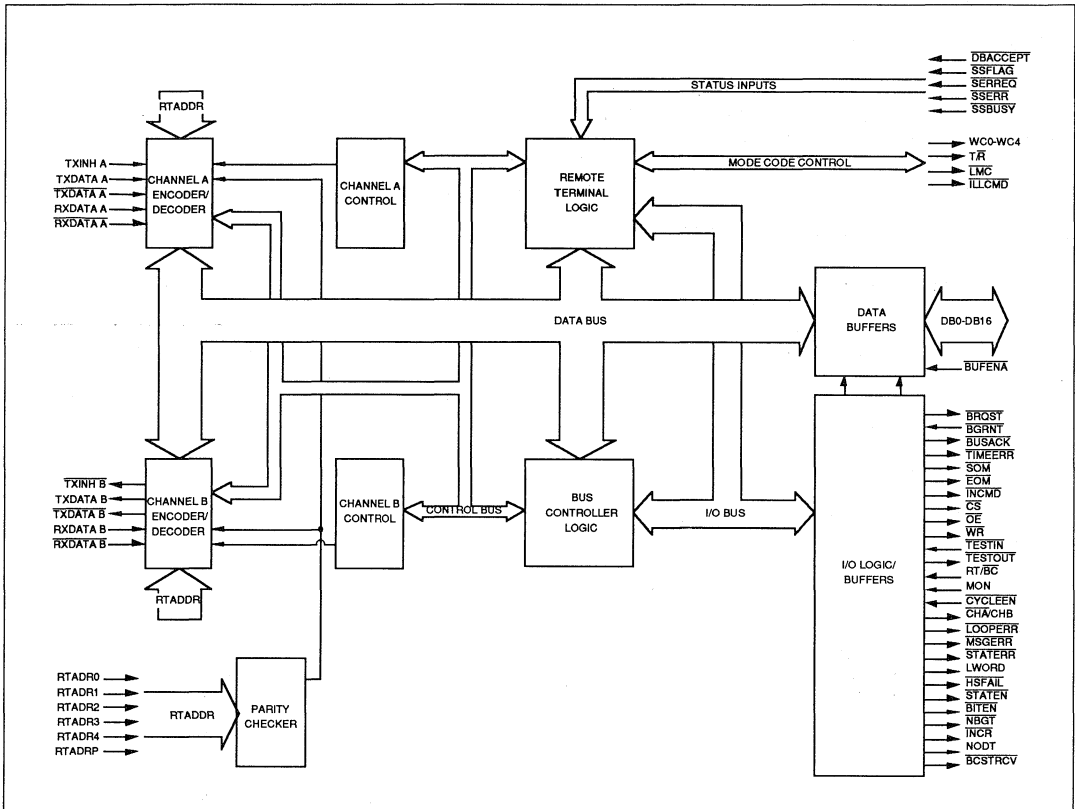 DBACCEPT
SSFLAG
SERREQ
SSERR
SSBUSY
STATUS INPUTS
RTADDR
TXINH A
TXDATA A
TXDATA A
RXDATA A
RXDATA A
CHANNEL A
ENCODER/
DECODER
CHANNEL A
CONTROL
REMOTE
TERMINAL
LOGIC
MODE CODE CONTROL
WC0-WC4
T/R
LMC
ILLCMD
DATA BUS
DATA
BUFFERS
DB0-DB16
BUFENA
TXINH B
TXDATA B
TXDATA B
RXDATA B
RXDATA B
CHANNEL B
ENCODER/
DECODER
CHANNEL B
CONTROL
CONTROL BUS
BUS
CONTROLLER
LOGIC
I/O BUS
I/O LOGIC/
BUFFERS
BRQST
BGRNT
BUSACK
TIMEERR
SOM
EOM
INCMD
CS
OE
WR
TESTIN
TESTOUT
RT/BC
MON
CYCLEEN
CHA/CHB
LOOPERR
MSGERR
STATERR
LWORD
HSFAIL
STATEN
BITEN
NBGT
INCR
NODT
BCSTRCV
RTADDR
RTADR0
RTADR1
RTADR2
RTADR3
RTADR4
RTADRP
RTADDR
PARITY
CHECKER